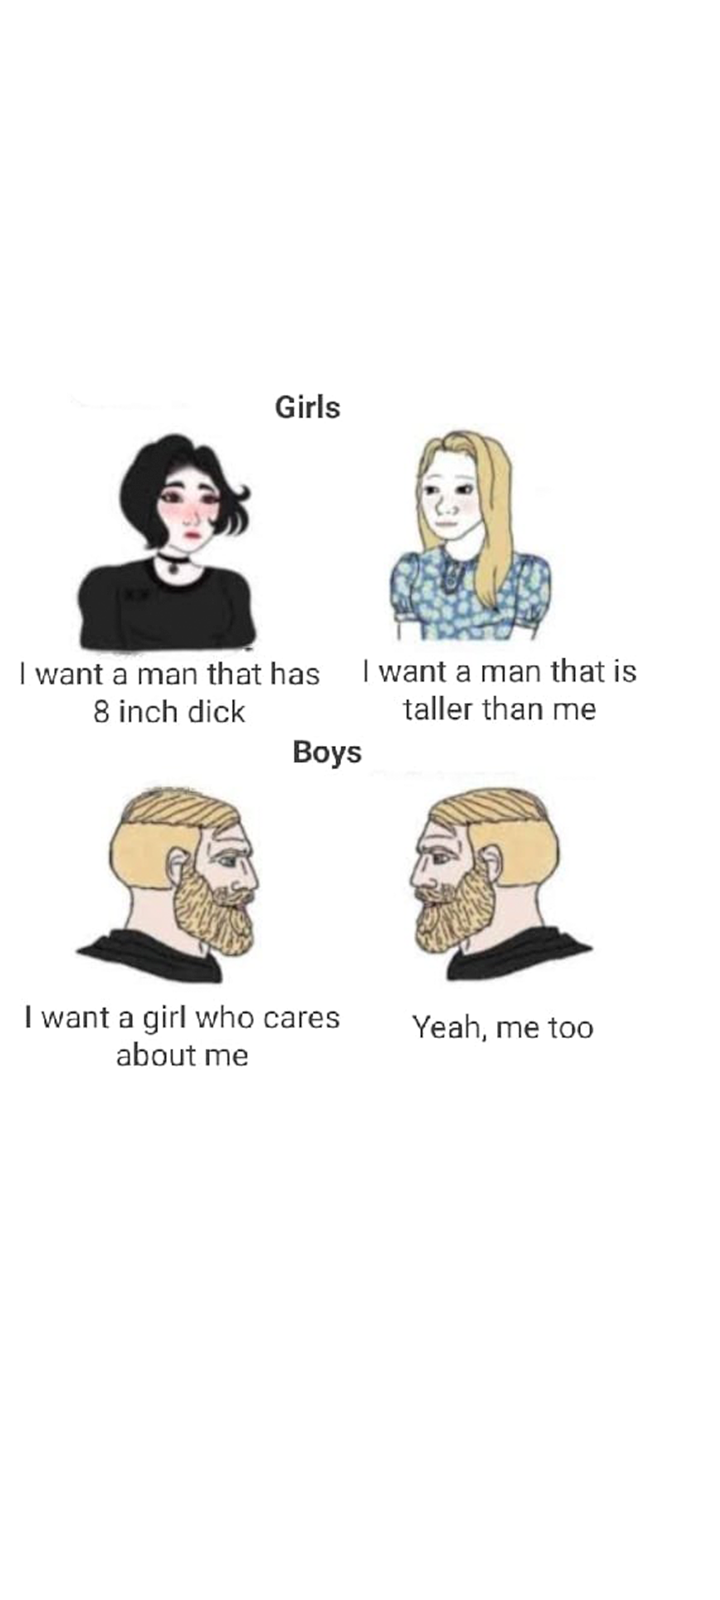 Girls
I want a man that has
8 inch dick
I want a man that is
taller than me
Boys
I want a girl who cares
about me
Yeah, me too